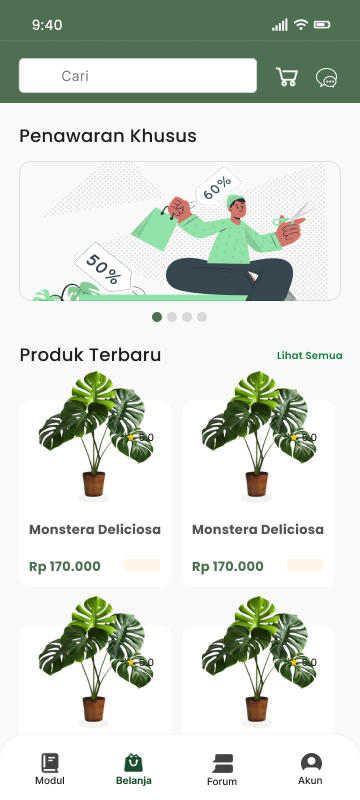 9:40
Cari
Penawaran Khusus
60%
50%
Produk Terbaru
Lihat Semua
5.0
5.0
Monstera Deliciosa
Monstera Deliciosa
Rp 170.000
Rp 170.000
5.0
5.0
Modul
Belanja
Forum
Akun